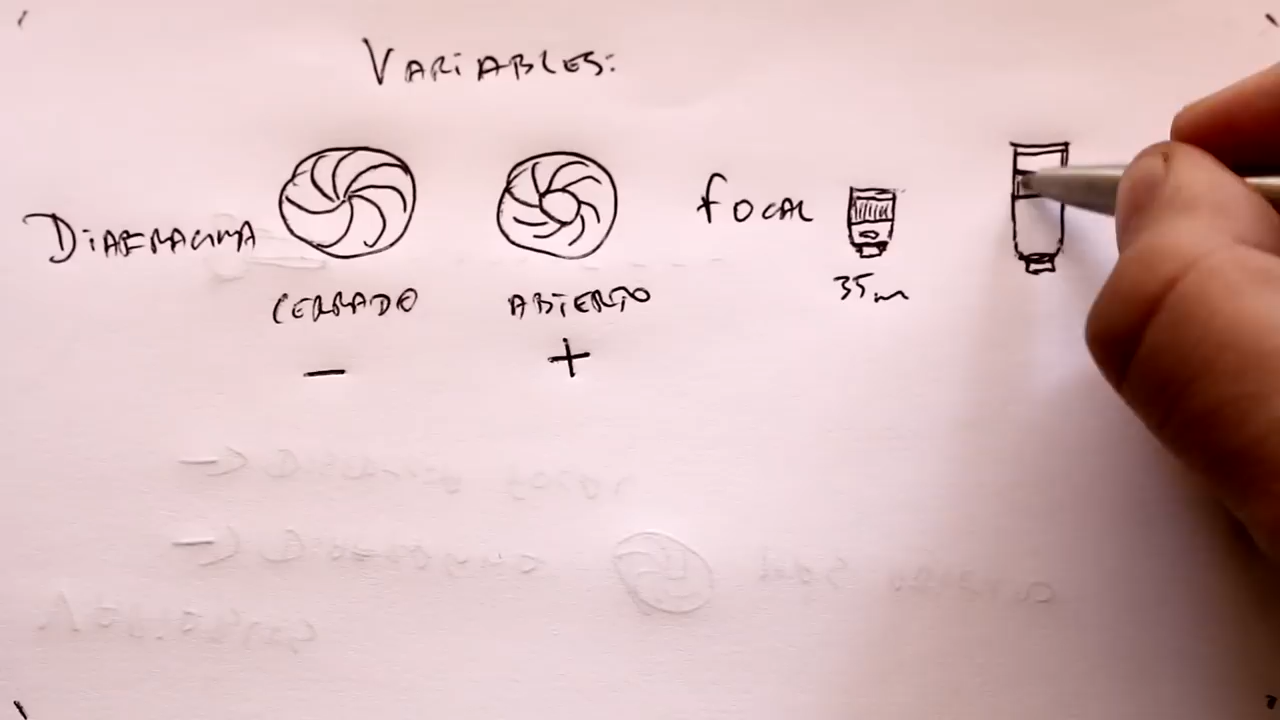 VARiABLES:
DiAFRAGMA
fOCAL
35m
CERRADO
ABiERTO
-
+